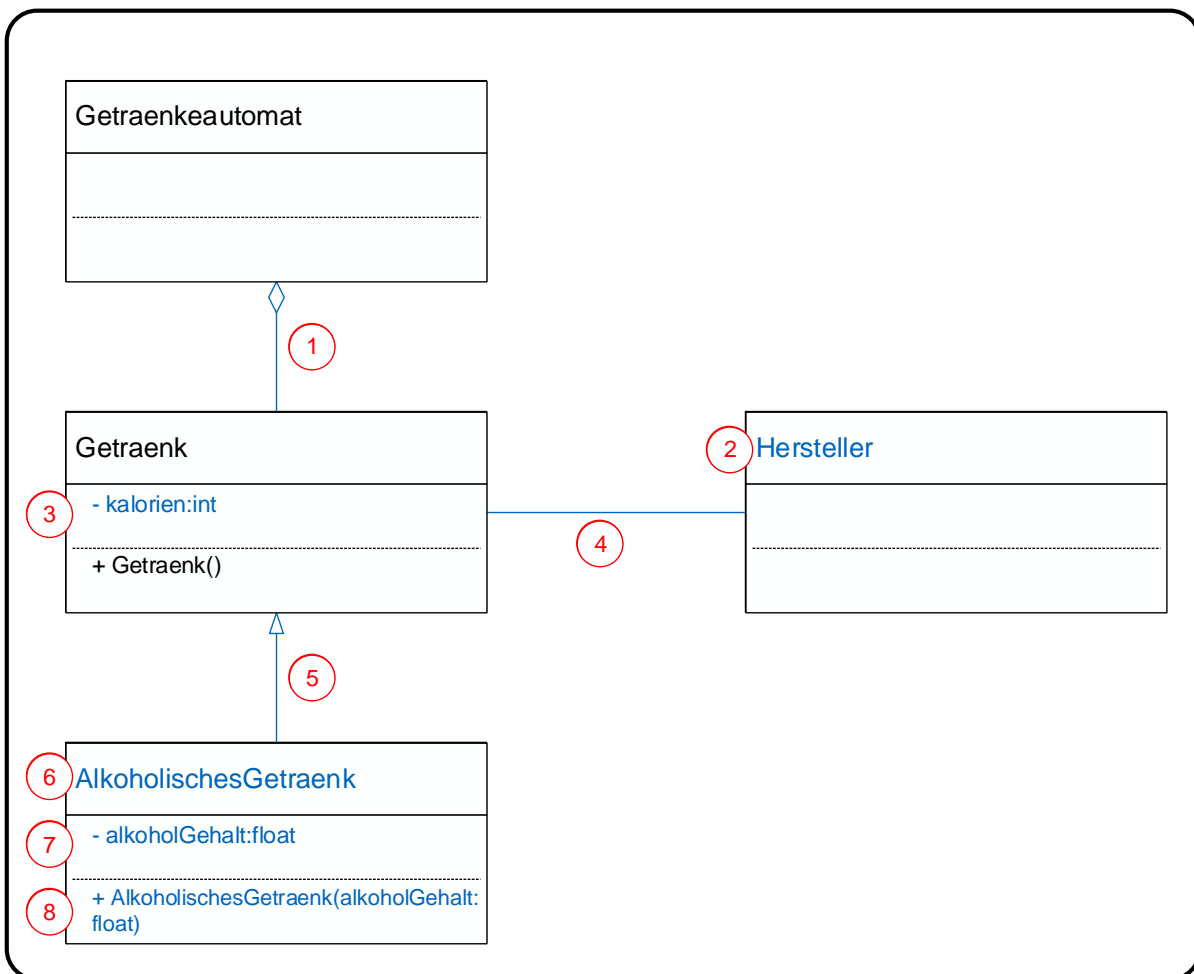 Getraenkeautomat
1
Getraenk
2 Hersteller
3 - kalorien:int
4
+ Getraenk()
5
6 AlkoholischesGetraenk
7 - alkoholGehalt:float
8 + AlkoholischesGetraenk(alkoholGehalt:
float)